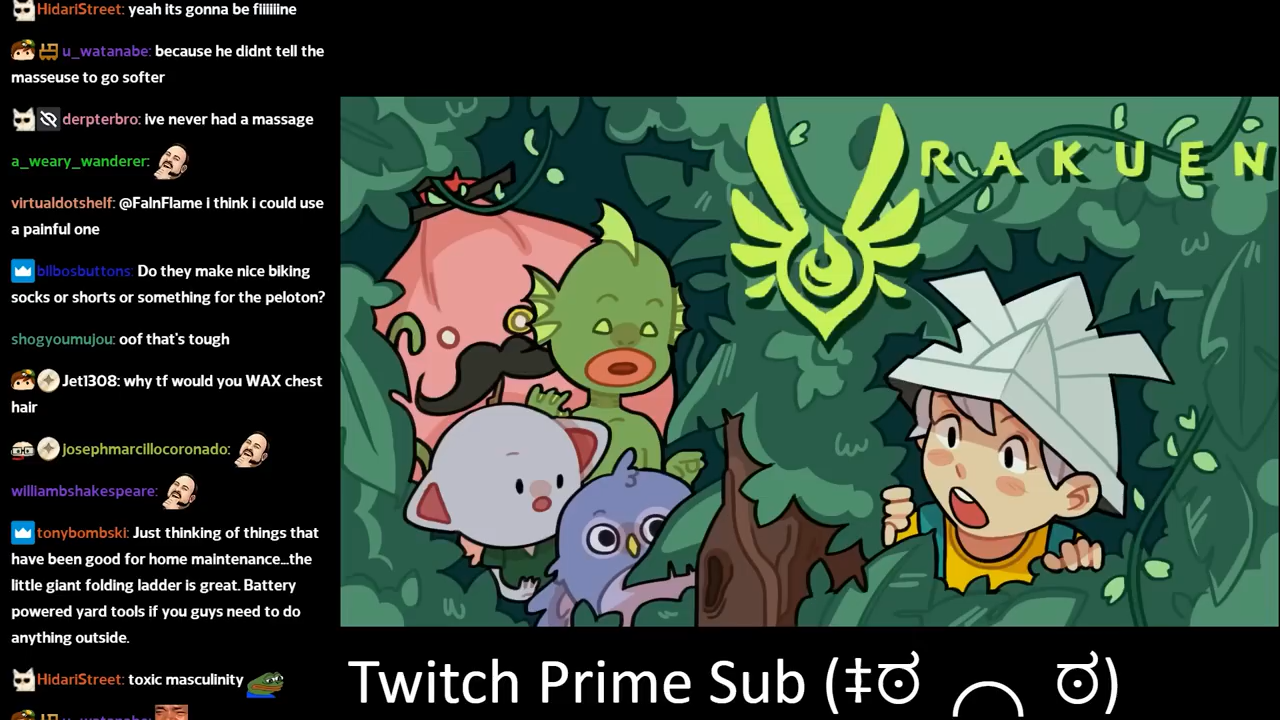 HidariStreet: yeah its gonna be fiiiiiine
u_watanabe: because he didnt tell the
masseuse to go softer
derpterbro: ive never had a massage
a_weary_wanderer:
virtualdotshelf: @FalnFlame i think i could use
a painful one
bilbosbuttons: Do they make nice biking
socks or shorts or something for the peloton?
shogyoumujou: oof that's tough
Jet1308: why tf would you WAX chest
hair
josephmarcillocoronado:
williambshakespeare:
tonybombski: Just thinking of things that
have been good for home maintenance...the
little giant folding ladder is great. Battery
powered yard tools if you guys need to do
anything outside.
HidariStreet: toxic masculinity
u_watanabe:
RAKUEN
Twitch Prime Sub (‡ಠ ╭╮ ಠ)